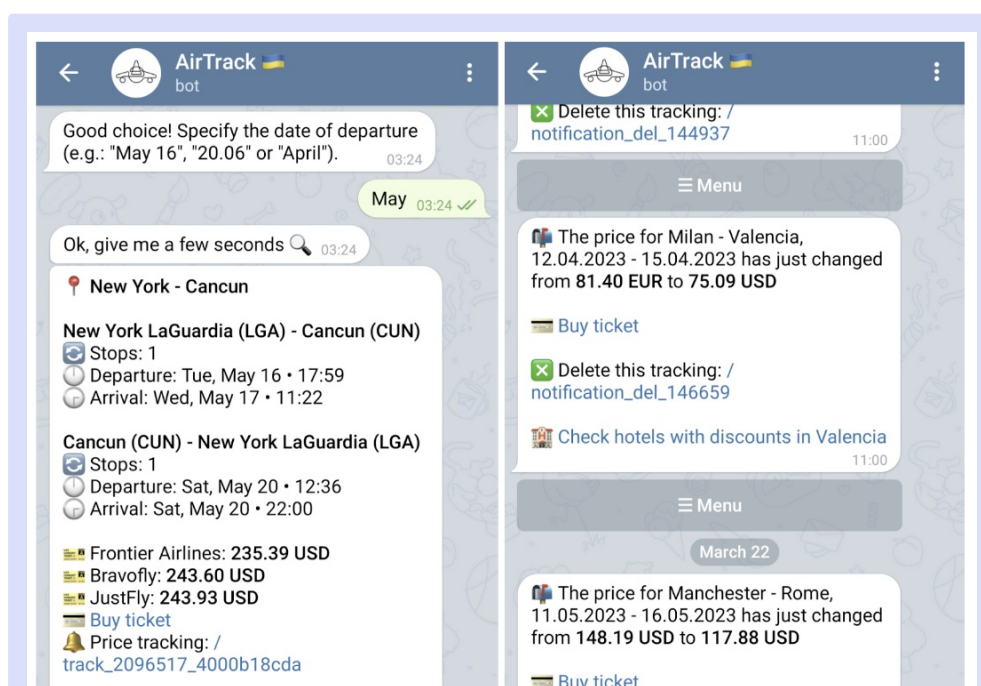 AirTrack
bot
Good choice! Specify the date of departure
(e.g.: "May 16", "20.06" or "April").
03:24
May 03:24
Ok, give me a few seconds 03:24
New York - Cancun
New York LaGuardia (LGA) - Cancun (CUN)
Stops: 1
Departure: Tue, May 16 • 17:59
Arrival: Wed, May 17 • 11:22
Cancun (CUN) - New York LaGuardia (LGA)
Stops: 1
Departure: Sat, May 20 • 12:36
Arrival: Sat, May 20 • 22:00
Frontier Airlines: 235.39 USD
Bravofly: 243.60 USD
JustFly: 243.93 USD
Buy ticket
Price tracking: /
track_2096517_4000b18cda
AirTrack
bot
Delete this tracking: /
notification_del_144937
11:00
Menu
The price for Milan - Valencia,
12.04.2023 - 15.04.2023 has just changed
from 81.40 EUR to 75.09 USD
Buy ticket
Delete this tracking: /
notification_del_146659
Check hotels with discounts in Valencia
11:00
Menu
March 22
The price for Manchester - Rome,
11.05.2023 - 16.05.2023 has just changed
from 148.19 USD to 117.88 USD
Buy ticket